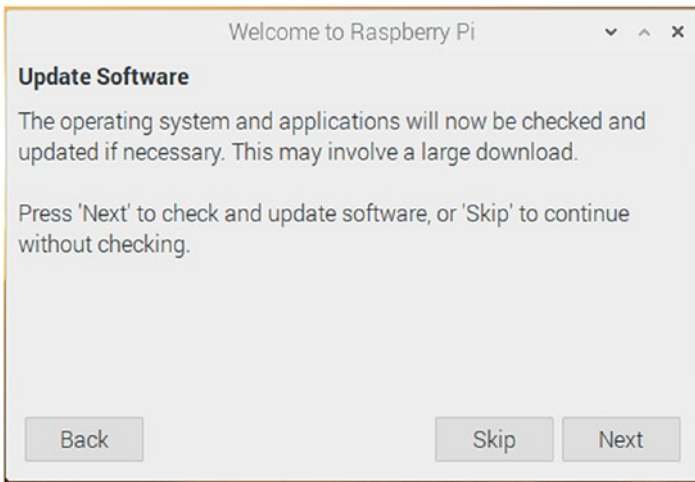 Welcome to Raspberry Pi
Update Software
The operating system and applications will now be checked and
updated if necessary. This may involve a large download.
Press 'Next' to check and update software, or 'Skip' to continue
without checking.
Back
Skip
Next